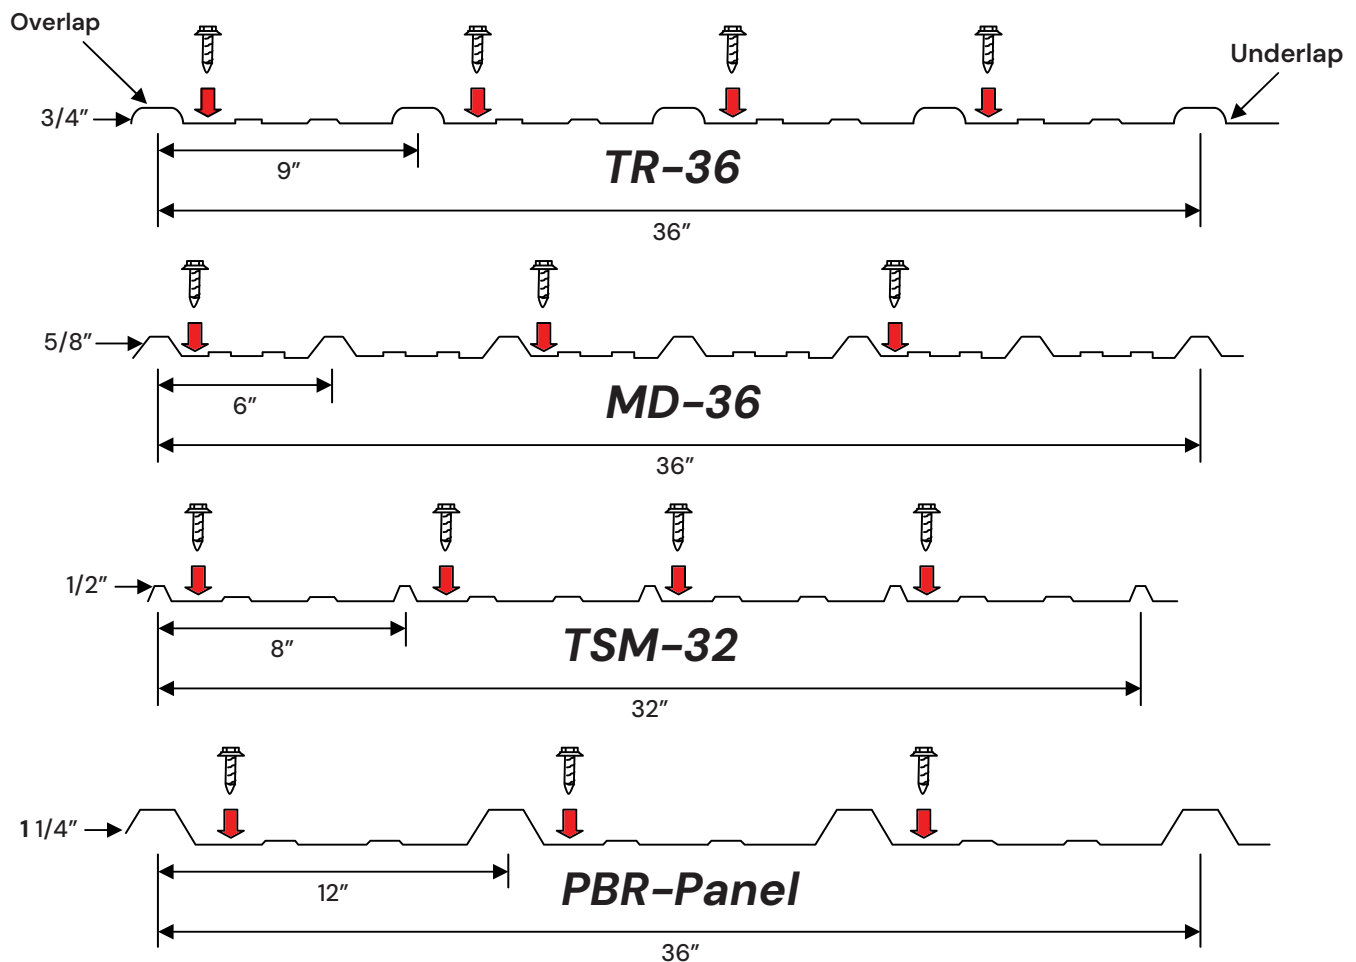 Overlap
Underlap
3/4”
9”
TR-36
36”
5/8”
6”
MD-36
36”
1/2”
8”
TSM-32
32”
1 1/4”
12”
PBR-Panel
36”